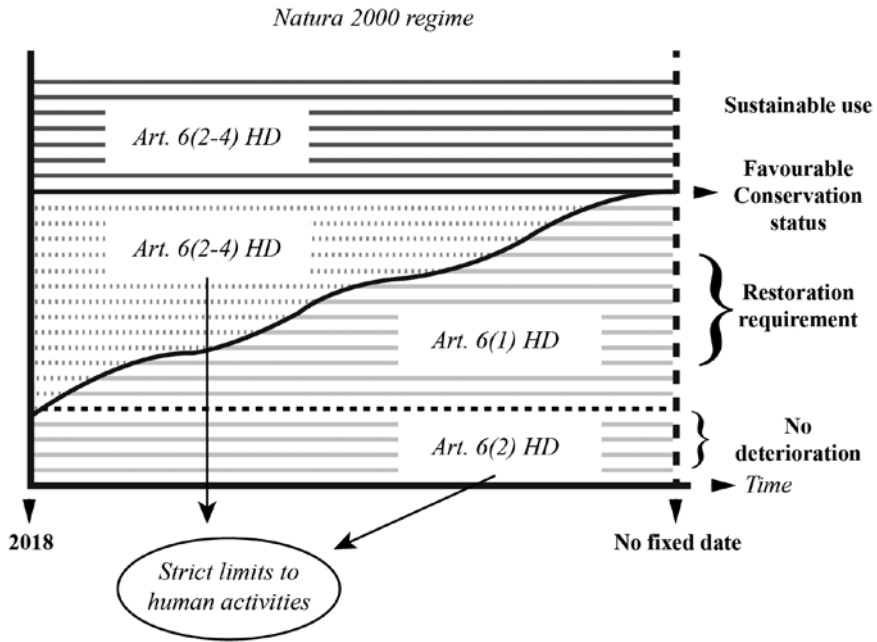 Natura 2000 regime
Art. 6(2-4) HD
Sustainable use
Favourable
Conservation
status
Art. 6(2-4) HD
Restoration
requirement
Art. 6(1) HD
No
deterioration
Art. 6(2) HD
Time
2018
No fixed date
Strict limits to
human activities